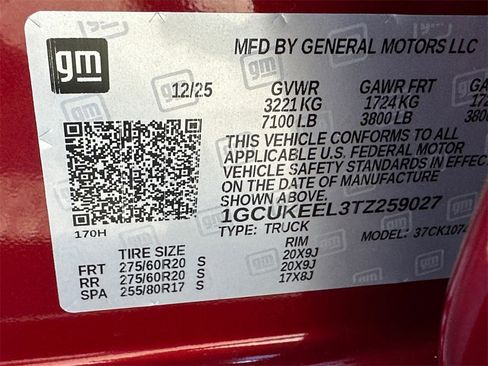 gm
MFD BY GENERAL MOTORS LLC
12/25 GVWR GAWR FRT
3221 KG 1724 KG
7100 LB 3800 LB
THIS VEHICLE CONFORMS TO ALL
APPLICABLE U.S. FEDERAL MOTOR
VEHICLE SAFETY STANDARDS IN EFFECT
ON THE DATE OF MANUFACTURE
SHOWN ABOVE.
1GCUKEEL3TZ259027
170H TYPE: TRUCK MODEL:
TIRE SIZE RIM
FRT 275/60R20 S 20X9J
RR 275/60R20 S 20X9J
SPA 255/80R17 S 17X8J